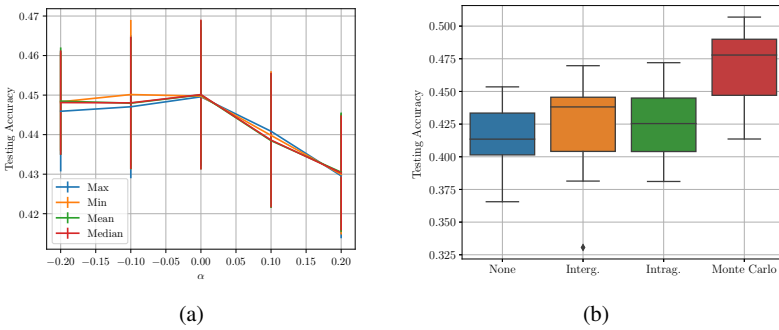 0.47
0.46
0.45
0.44
0.43
0.42
Testing Accuracy
Max
Min
Mean
Median
−0.20 −0.15 −0.10 −0.05 0.00 0.05 0.10 0.15 0.20
α
(a)
0.500
0.475
0.450
0.425
0.400
0.375
0.350
0.325
Testing Accuracy
None Interg. Intrag. Monte Carlo
(b)